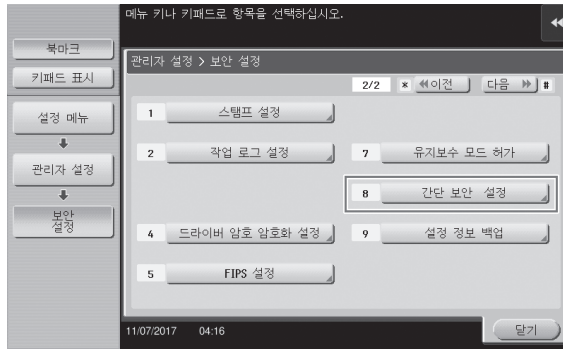 메뉴 키나 키패드로 항목을 선택하십시오.
북마크
키패드 표시
설정 메뉴
관리자 설정
보안
설정
관리자 설정 > 보안 설정
2/2 * 이전 다음 #
1 스탬프 설정
2 작업 로그 설정
7 유지보수 모드 허가
8 간단 보안 설정
4 드라이버 암호 암호화 설정
9 설정 정보 백업
5 FIPS 설정
11/07/2017 04:16
닫기